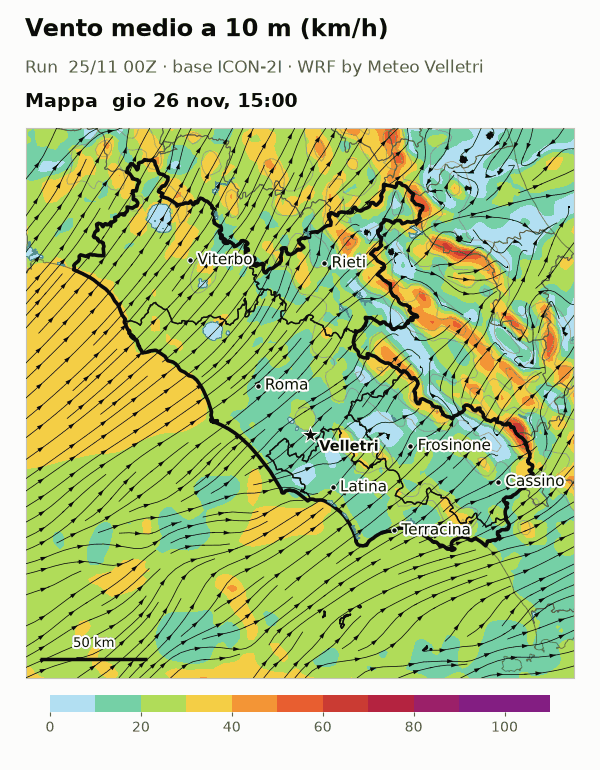 Vento medio a 10 m (km/h)
Run  25/11 00Z · base ICON-2I · WRF by Meteo Velletri
Mappa  gio 26 nov, 15:00
Viterbo
Rieti
Roma
Velletri
Frosinone
Cassino
Latina
Terracina
50 km
0 20 40 60 80 100